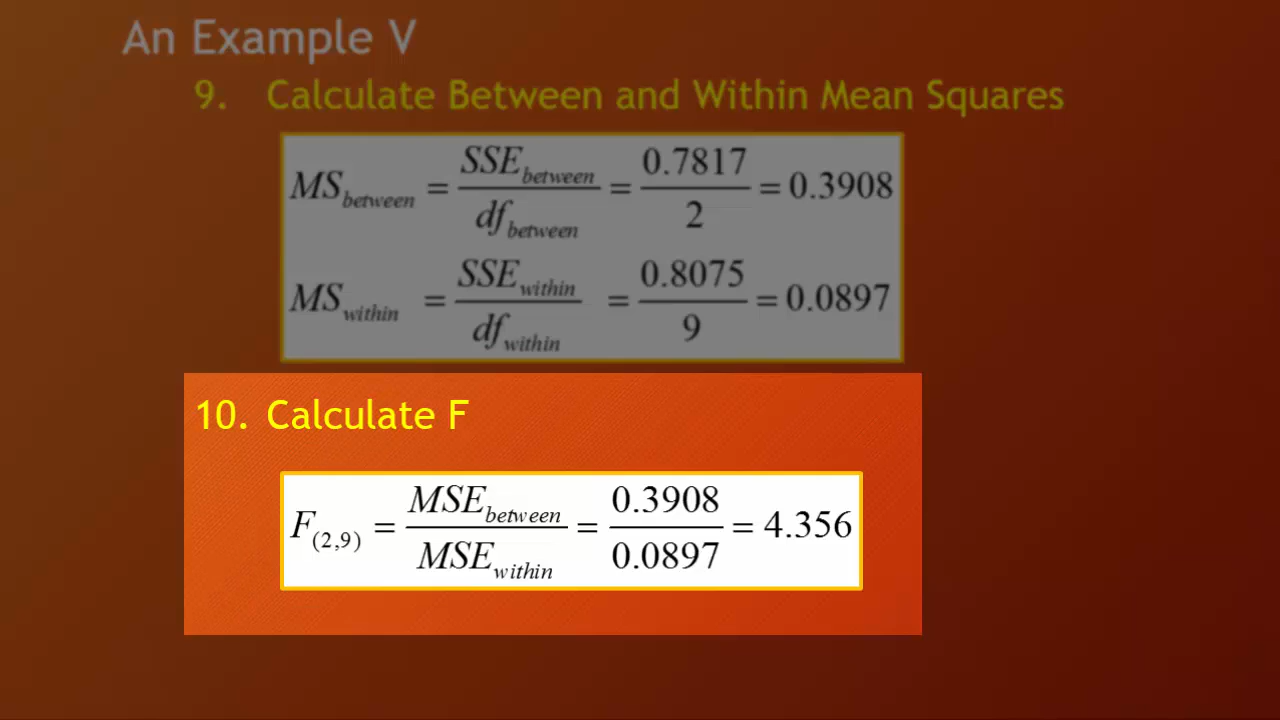 An Example V
9. Calculate Between and Within Mean Squares
MS_between = SSE_between / df_between = 0.7817 / 2 = 0.3908
MS_within = SSE_within / df_within = 0.8075 / 9 = 0.0897
10. Calculate F
F_(2,9) = MSE_between / MSE_within = 0.3908 / 0.0897 = 4.356